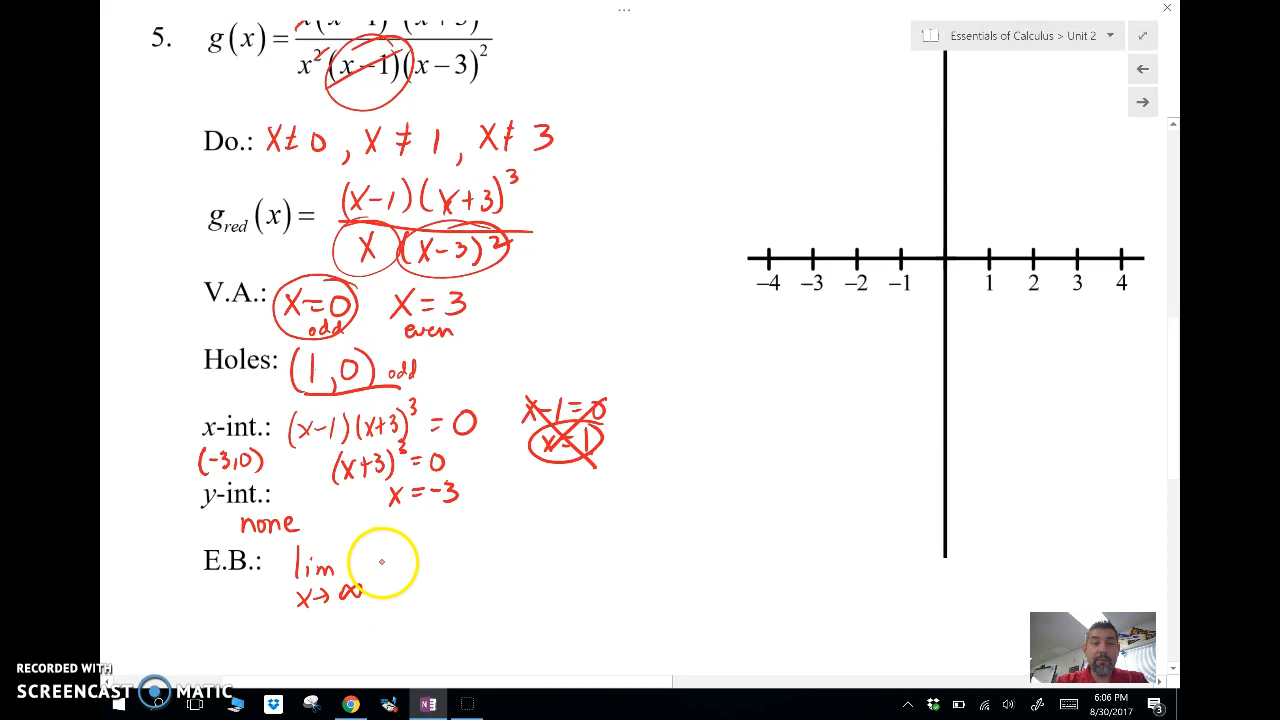 Essentials of Calculus > Unit 2
5. g(x) =
x²(x−1)(x−3)²
Do.: x≠0, x≠1, x≠3
g_red(x) = (x-1)(x+3)³
x(x-3)²
V.A.: x=0 x=3
odd even
Holes: (1,0) odd
x-int.: (x-1)(x+3)³ = 0
x-1=0
x=1
(-3,0) (x+3)³=0
y-int.: x=-3
none
E.B.: lim
x→∞
−4 −3 −2 −1 1 2 3 4
RECORDED WITH
SCREENCAST MATIC
6:06 PM
8/30/2017
3